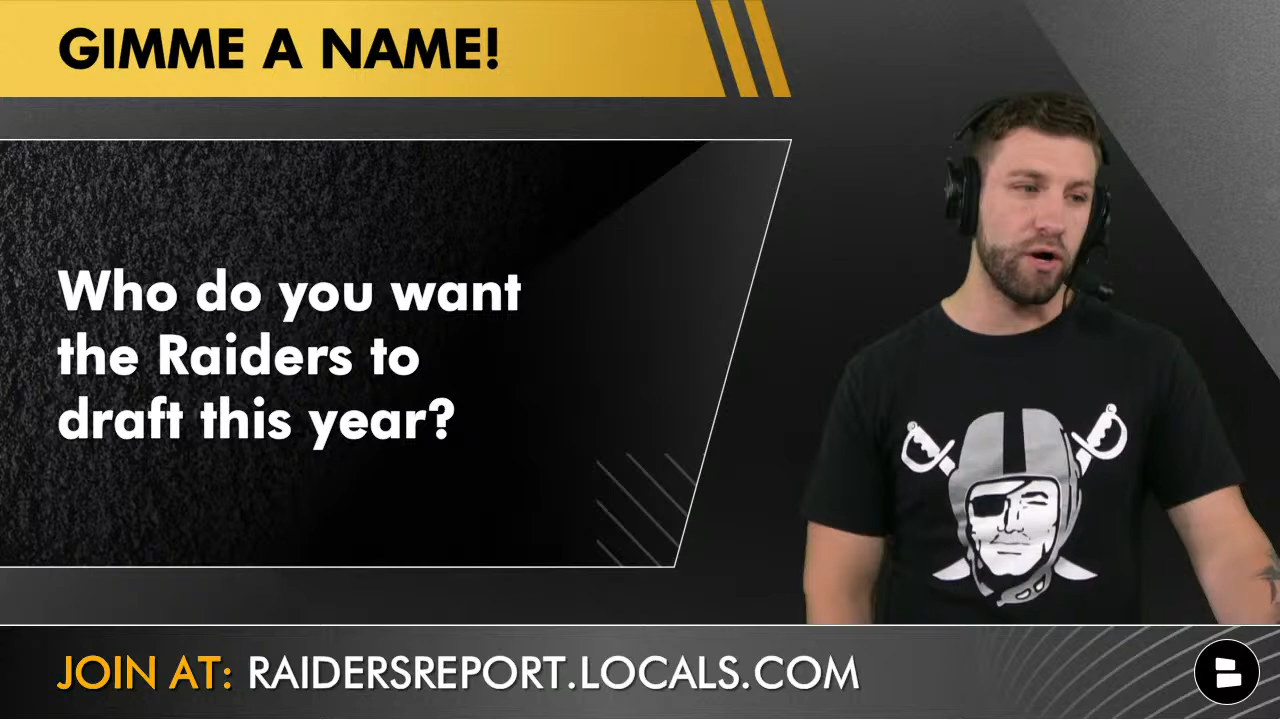 GIMME A NAME!
Who do you want
the Raiders to
draft this year?
JOIN AT: RAIDERSREPORT.LOCALS.COM